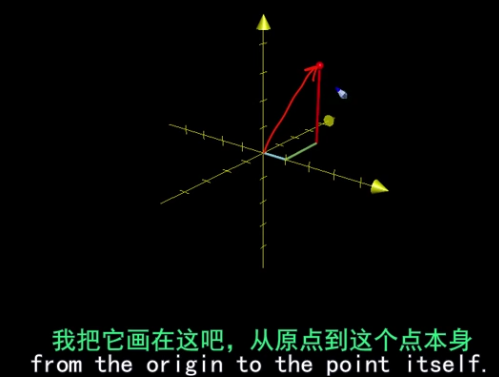 我把它画在这吧，从原点到这个点本身
from the origin to the point itself.